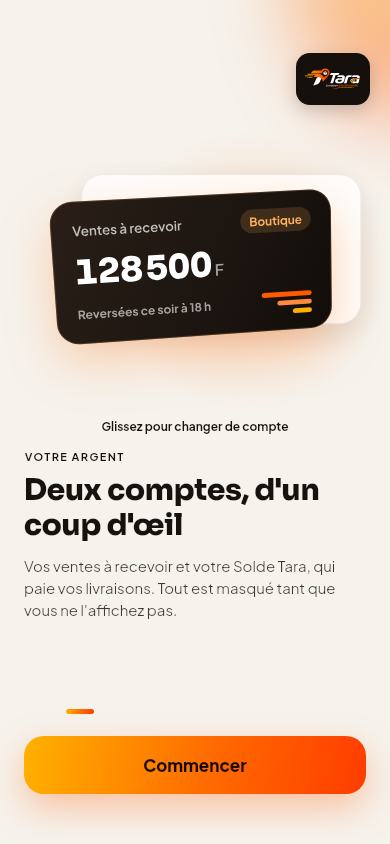 Tara
Ventes à recevoir
Boutique
128 500 F
Reversées ce soir à 18 h
Glissez pour changer de compte
VOTRE ARGENT
Deux comptes, d'un
coup d'œil
Vos ventes à recevoir et votre Solde Tara, qui
paie vos livraisons. Tout est masqué tant que
vous ne l'affichez pas.
Commencer